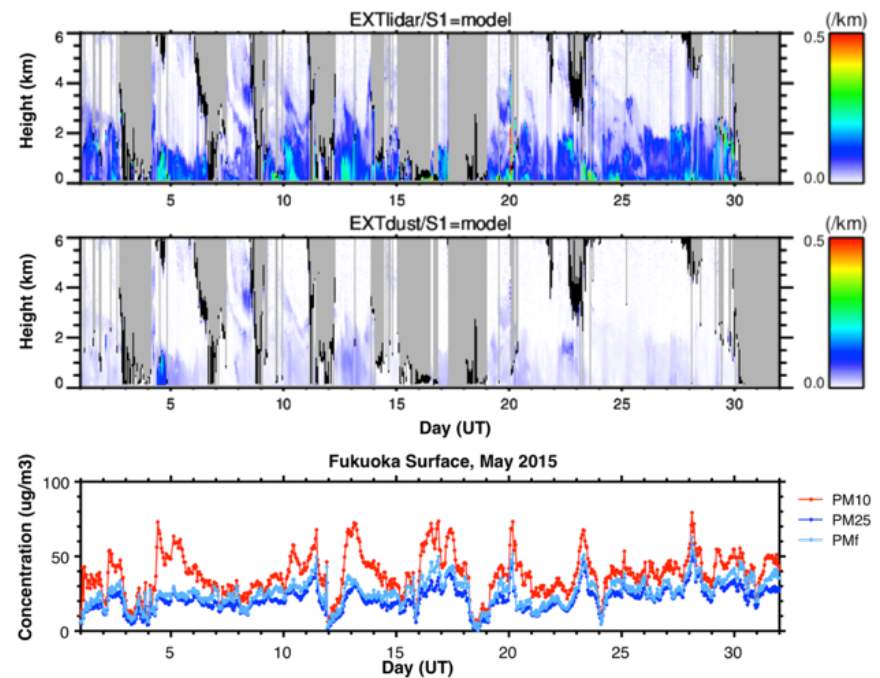 EXTlidar/S1=model
(/km)
Height (km)
6
4
2
0
5 10 15 20 25 30
0.5
0.0
EXTdust/S1=model
(/km)
Height (km)
6
4
2
0
5 10 15 20 25 30
0.5
0.0
Day (UT)
Fukuoka Surface, May 2015
Concentration (ug/m3)
100
50
0
5 10 15 20 25 30
Day (UT)
PM10
PM25
PMf